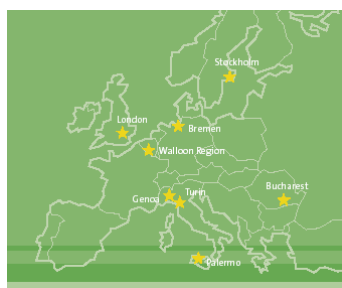 Stockholm
London
Bremen
Walloon Region
Genoa
Turin
Bucharest
Palermo